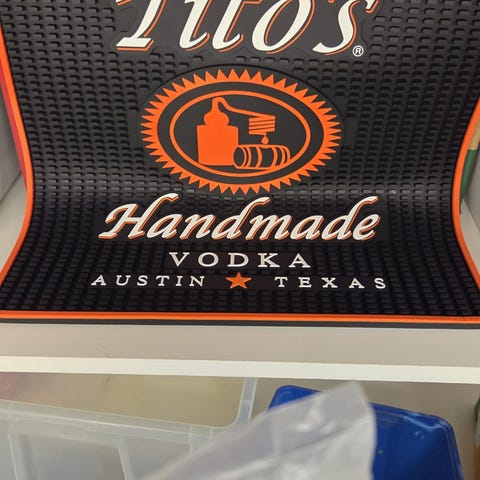 Tito's®
Handmade
VODKA
AUSTIN ★ TEXAS